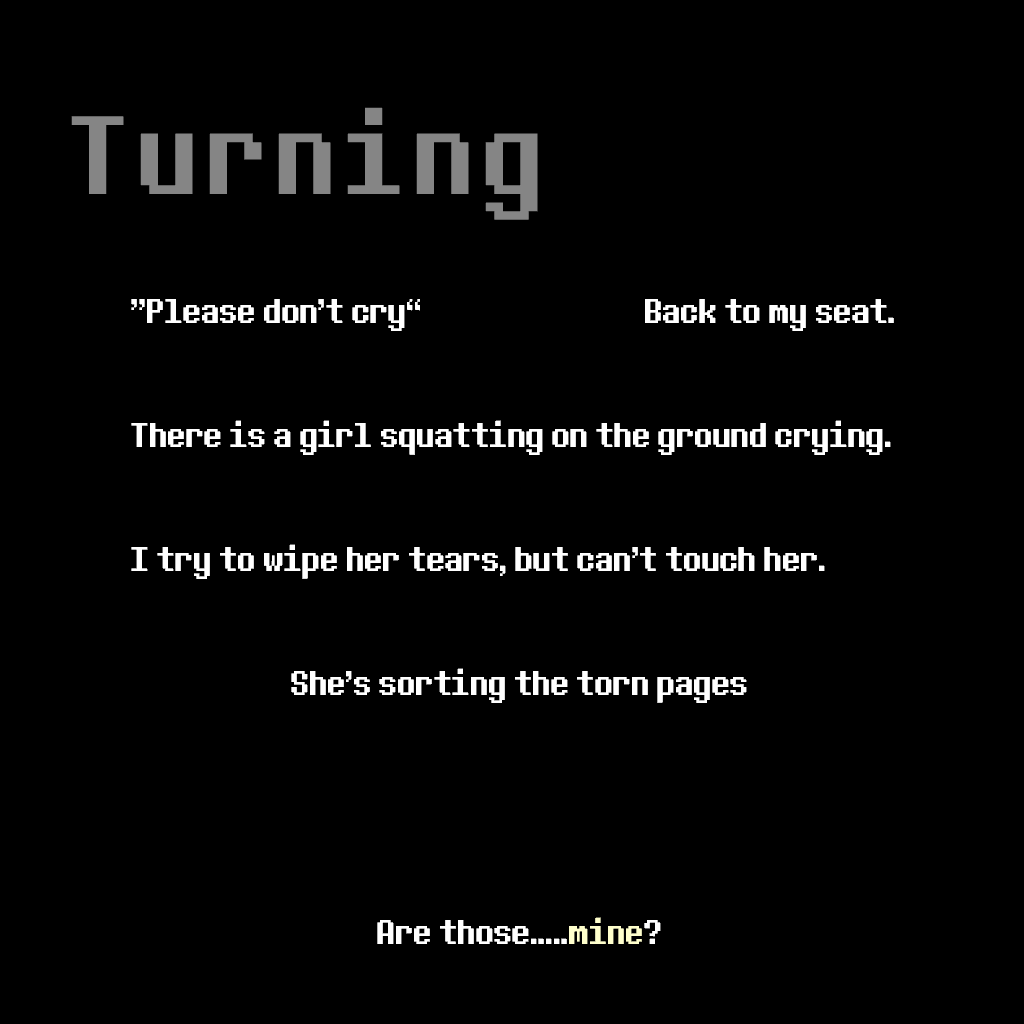 Turning
”Please don’t cry“ Back to my seat.
There is a girl squatting on the ground crying.
I try to wipe her tears, but can’t touch her.
She’s sorting the torn pages
Are those.....mine?